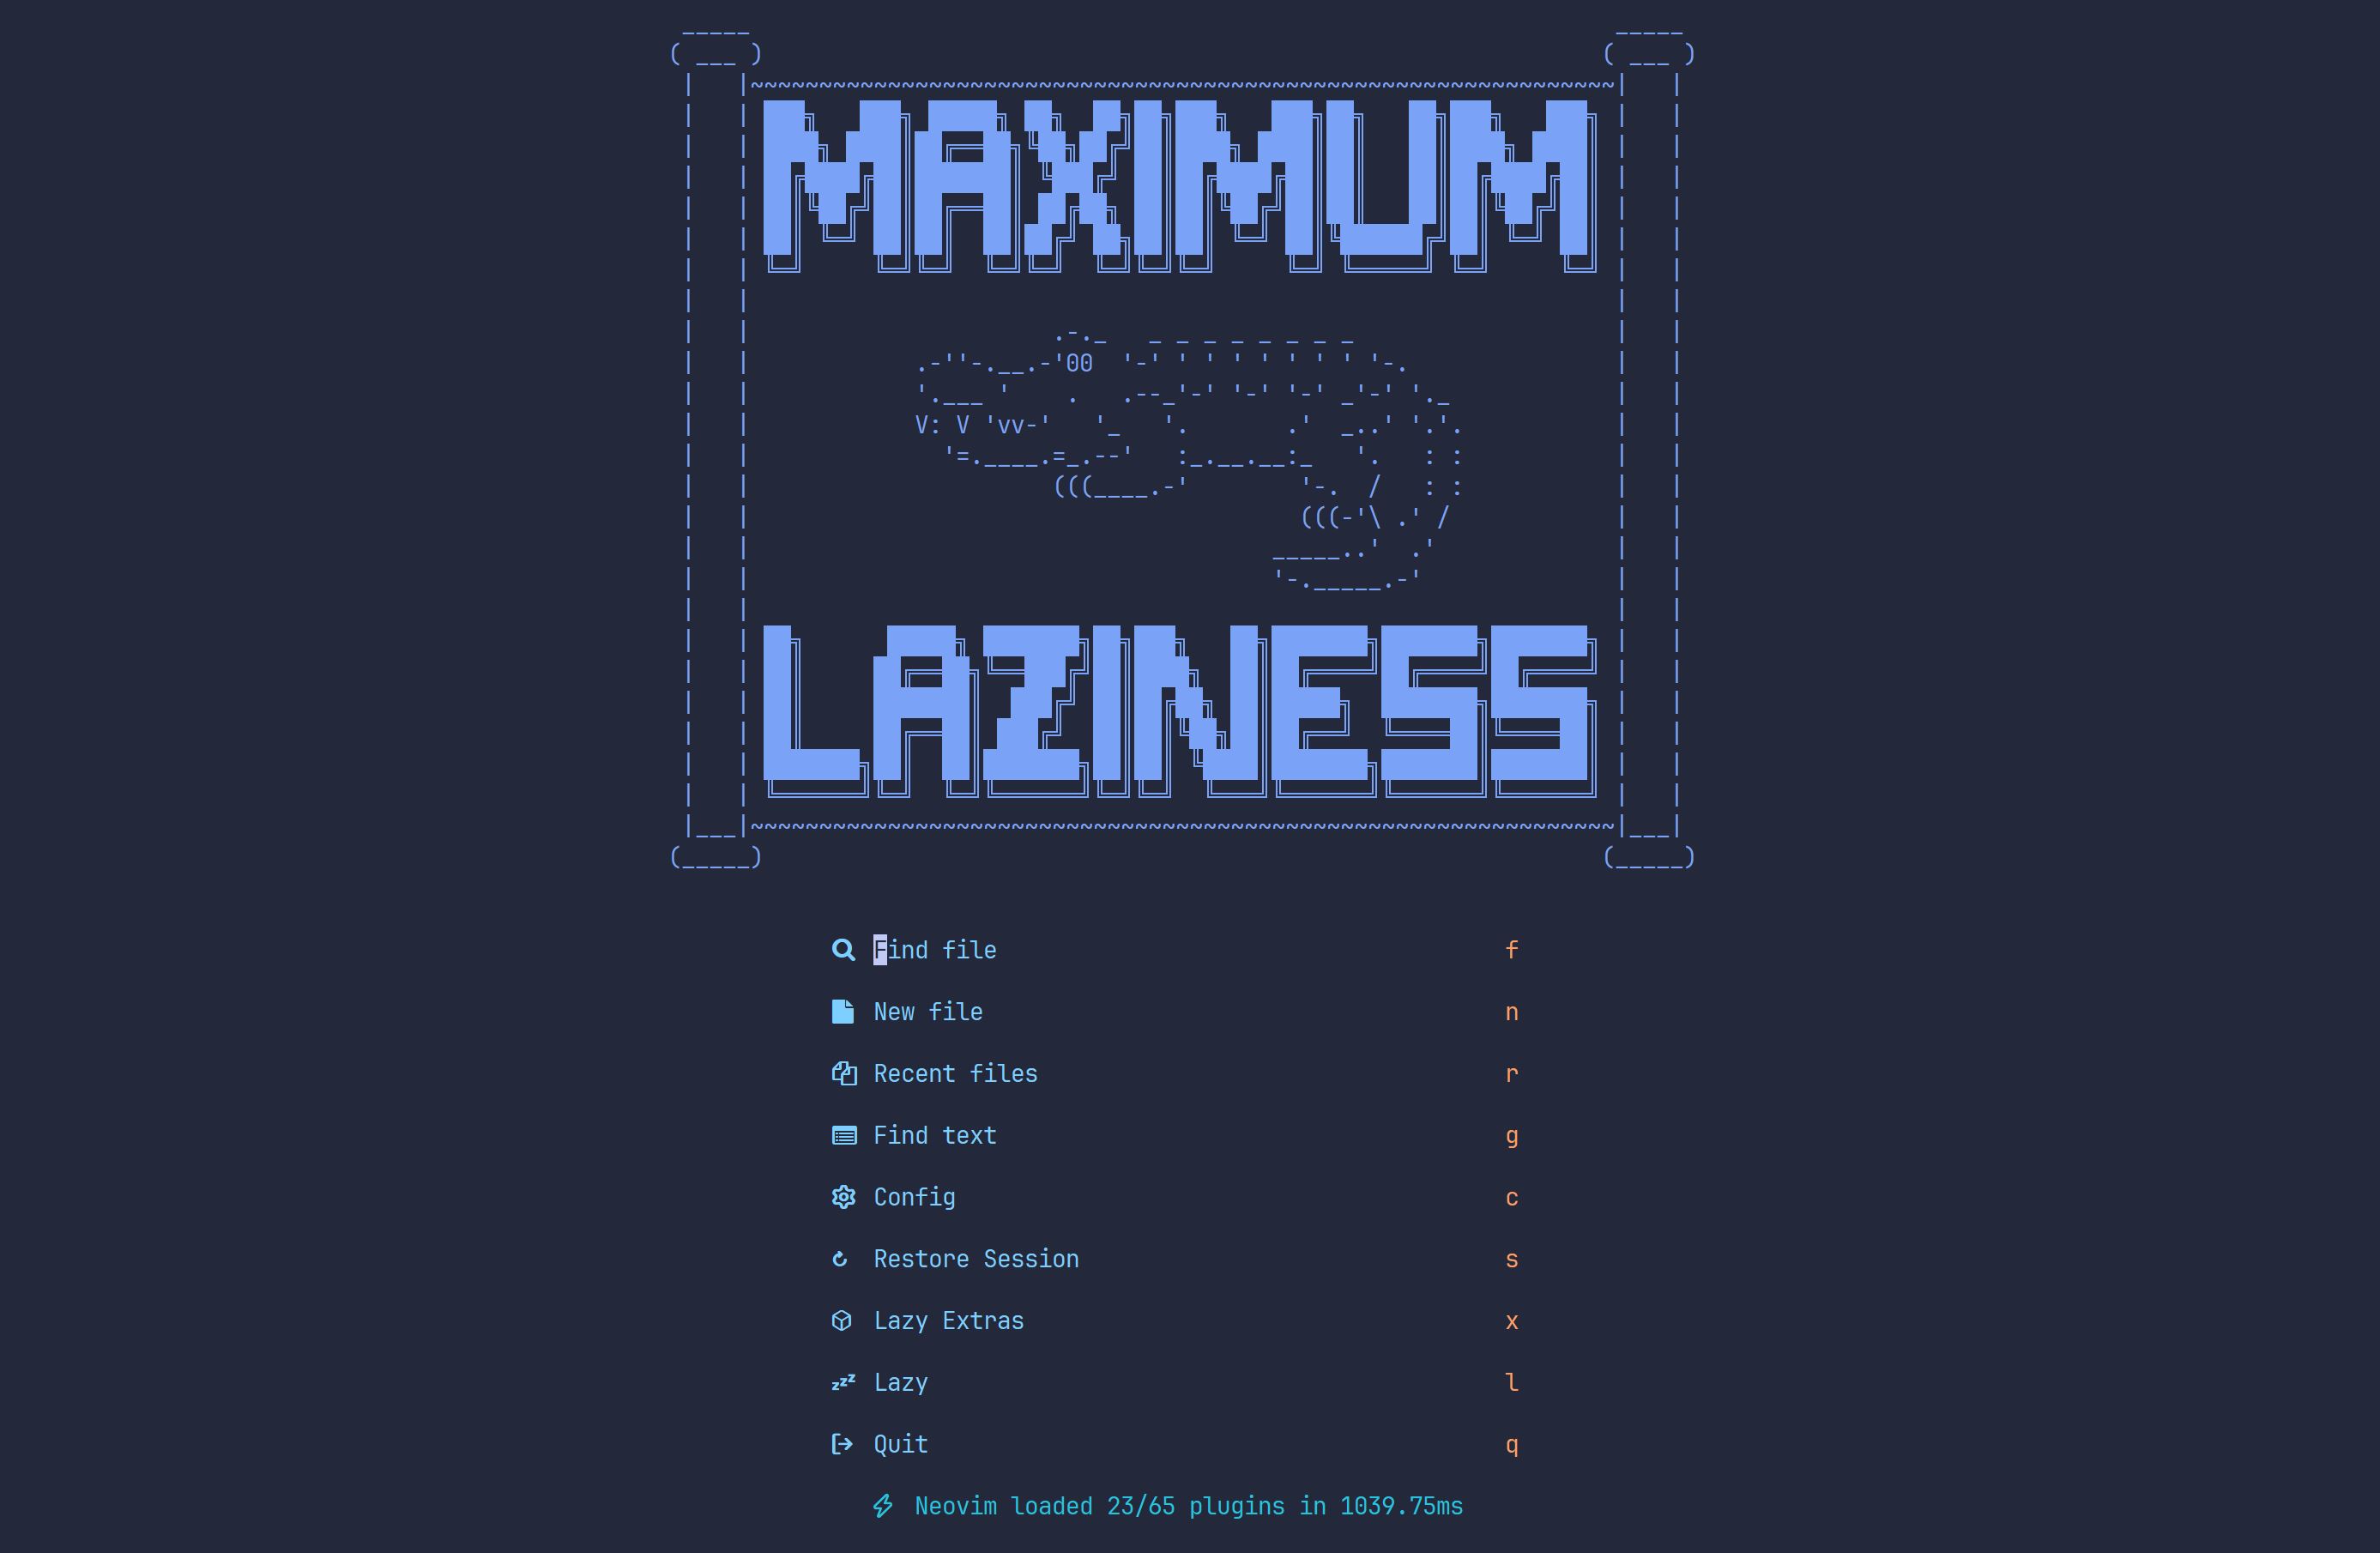 MAXIMUM
LAZINESS
Find file f
New file n
Recent files r
Find text g
Config c
Restore Session s
Lazy Extras x
Lazy l
Quit q
Neovim loaded 23/65 plugins in 1039.75ms